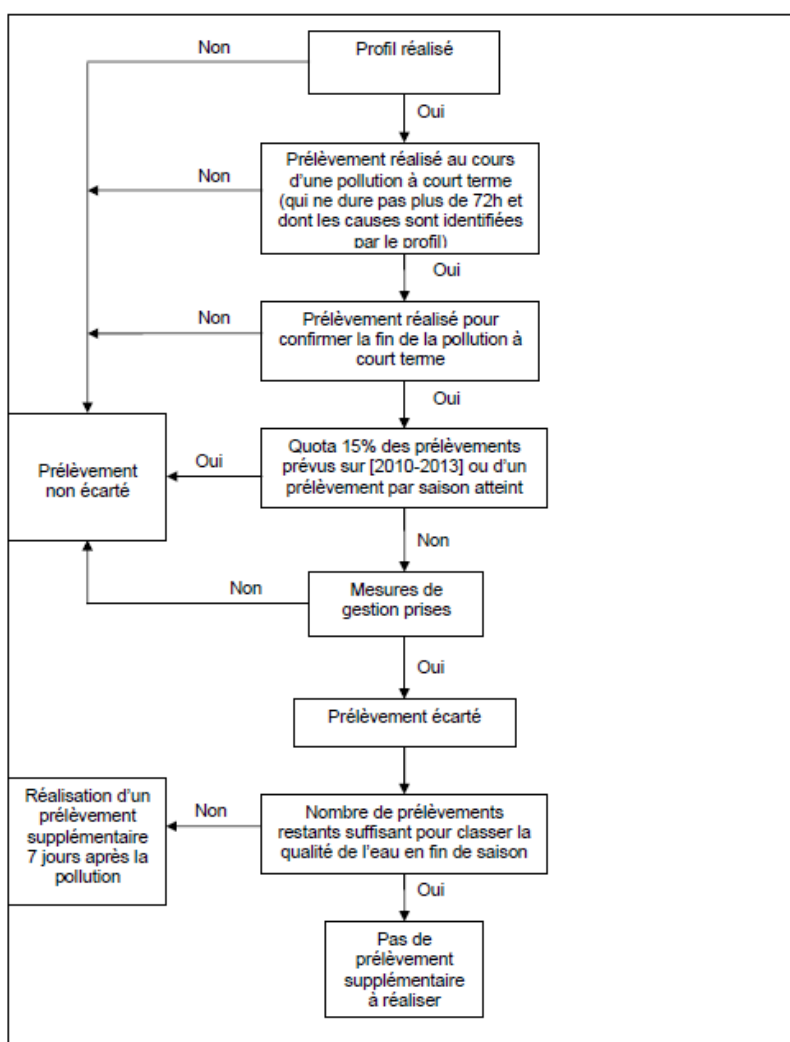 Non
Profil réalisé
Oui
Non
Prélèvement réalisé au cours
d'une pollution à court terme
(qui ne dure pas plus de 72h et
dont les causes sont identifiées
par le profil)
Oui
Non
Prélèvement réalisé pour
confirmer la fin de la pollution à
court terme
Oui
Prélèvement
non écarté
Oui
Quota 15% des prélèvements
prévus sur [2010-2013] ou d'un
prélèvement par saison atteint
Non
Non
Mesures de
gestion prises
Oui
Prélèvement écarté
Réalisation d'un
prélèvement
supplémentaire
7 jours après la
pollution
Non
Nombre de prélèvements
restants suffisant pour classer la
qualité de l'eau en fin de saison
Oui
Pas de
prélèvement
supplémentaire
à réaliser